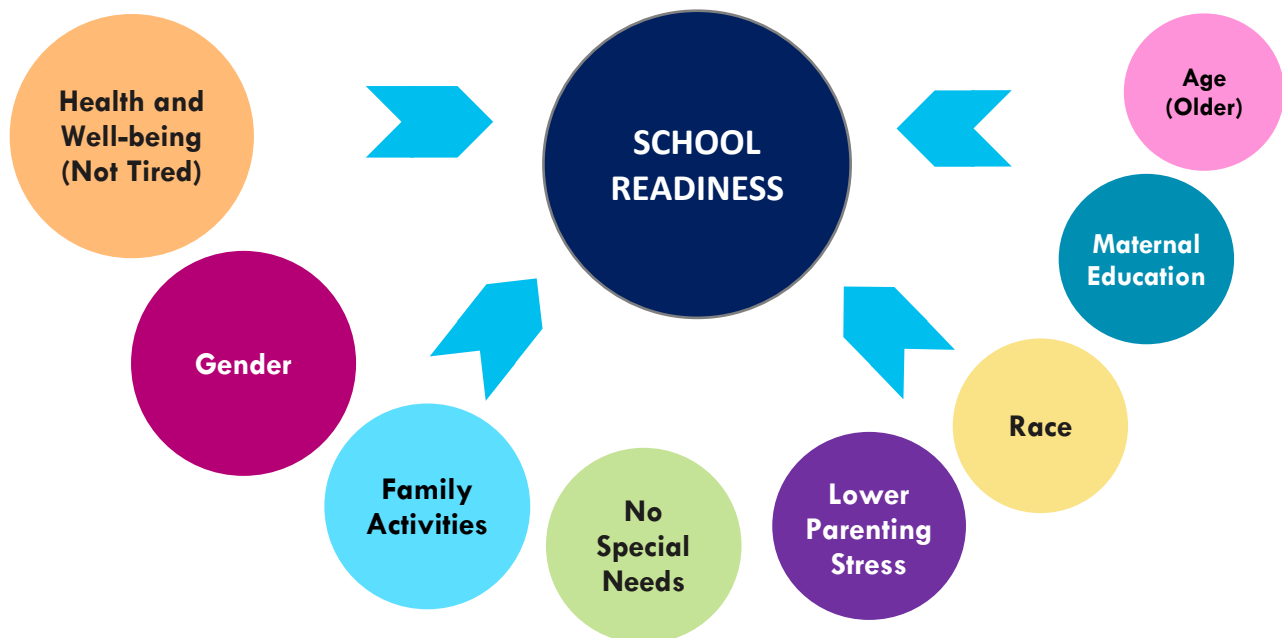 Health and
Well-being
(Not Tired)
SCHOOL
READINESS
Age
(Older)
Maternal
Education
Gender
Race
Family
Activities
No
Special
Needs
Lower
Parenting
Stress